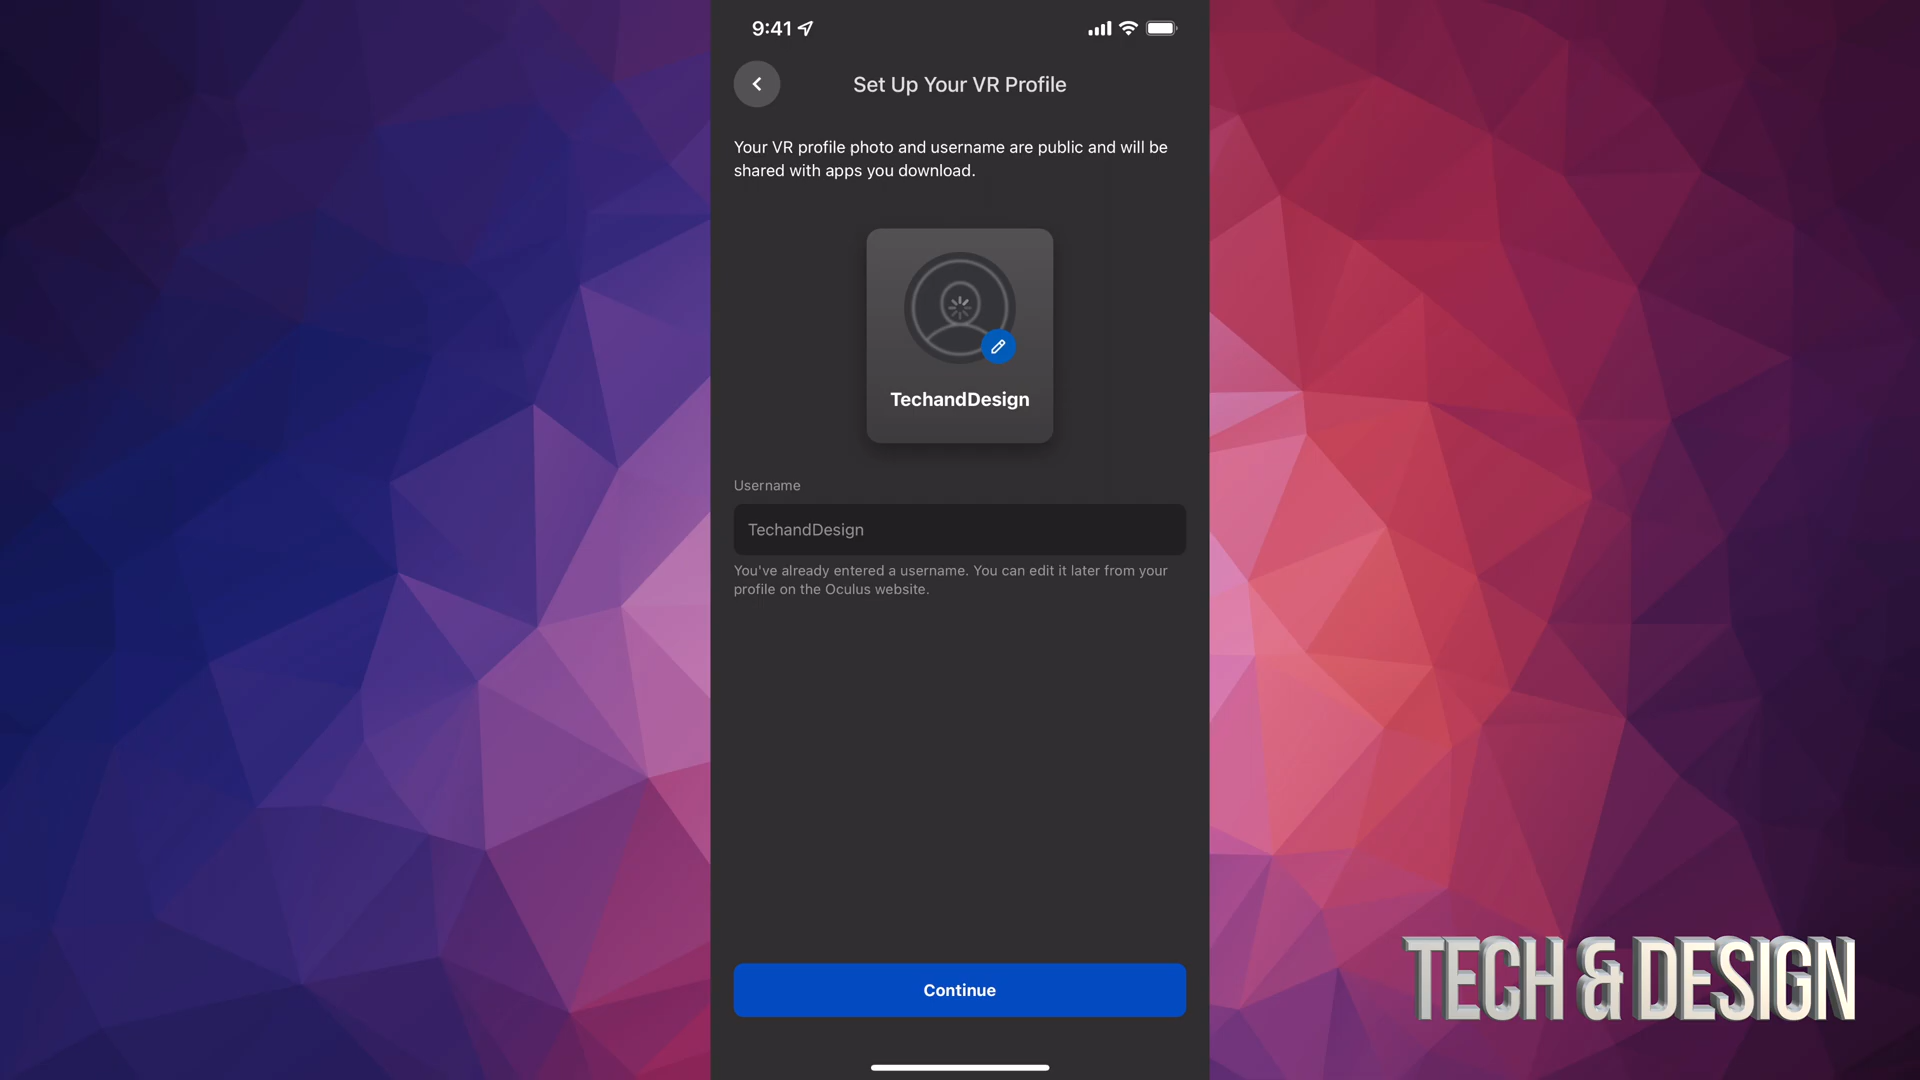 9:41
Set Up Your VR Profile
Your VR profile photo and username are public and will be
shared with apps you download.
TechandDesign
Username
TechandDesign
You've already entered a username. You can edit it later from your
profile on the Oculus website.
Continue
TECH & DESIGN